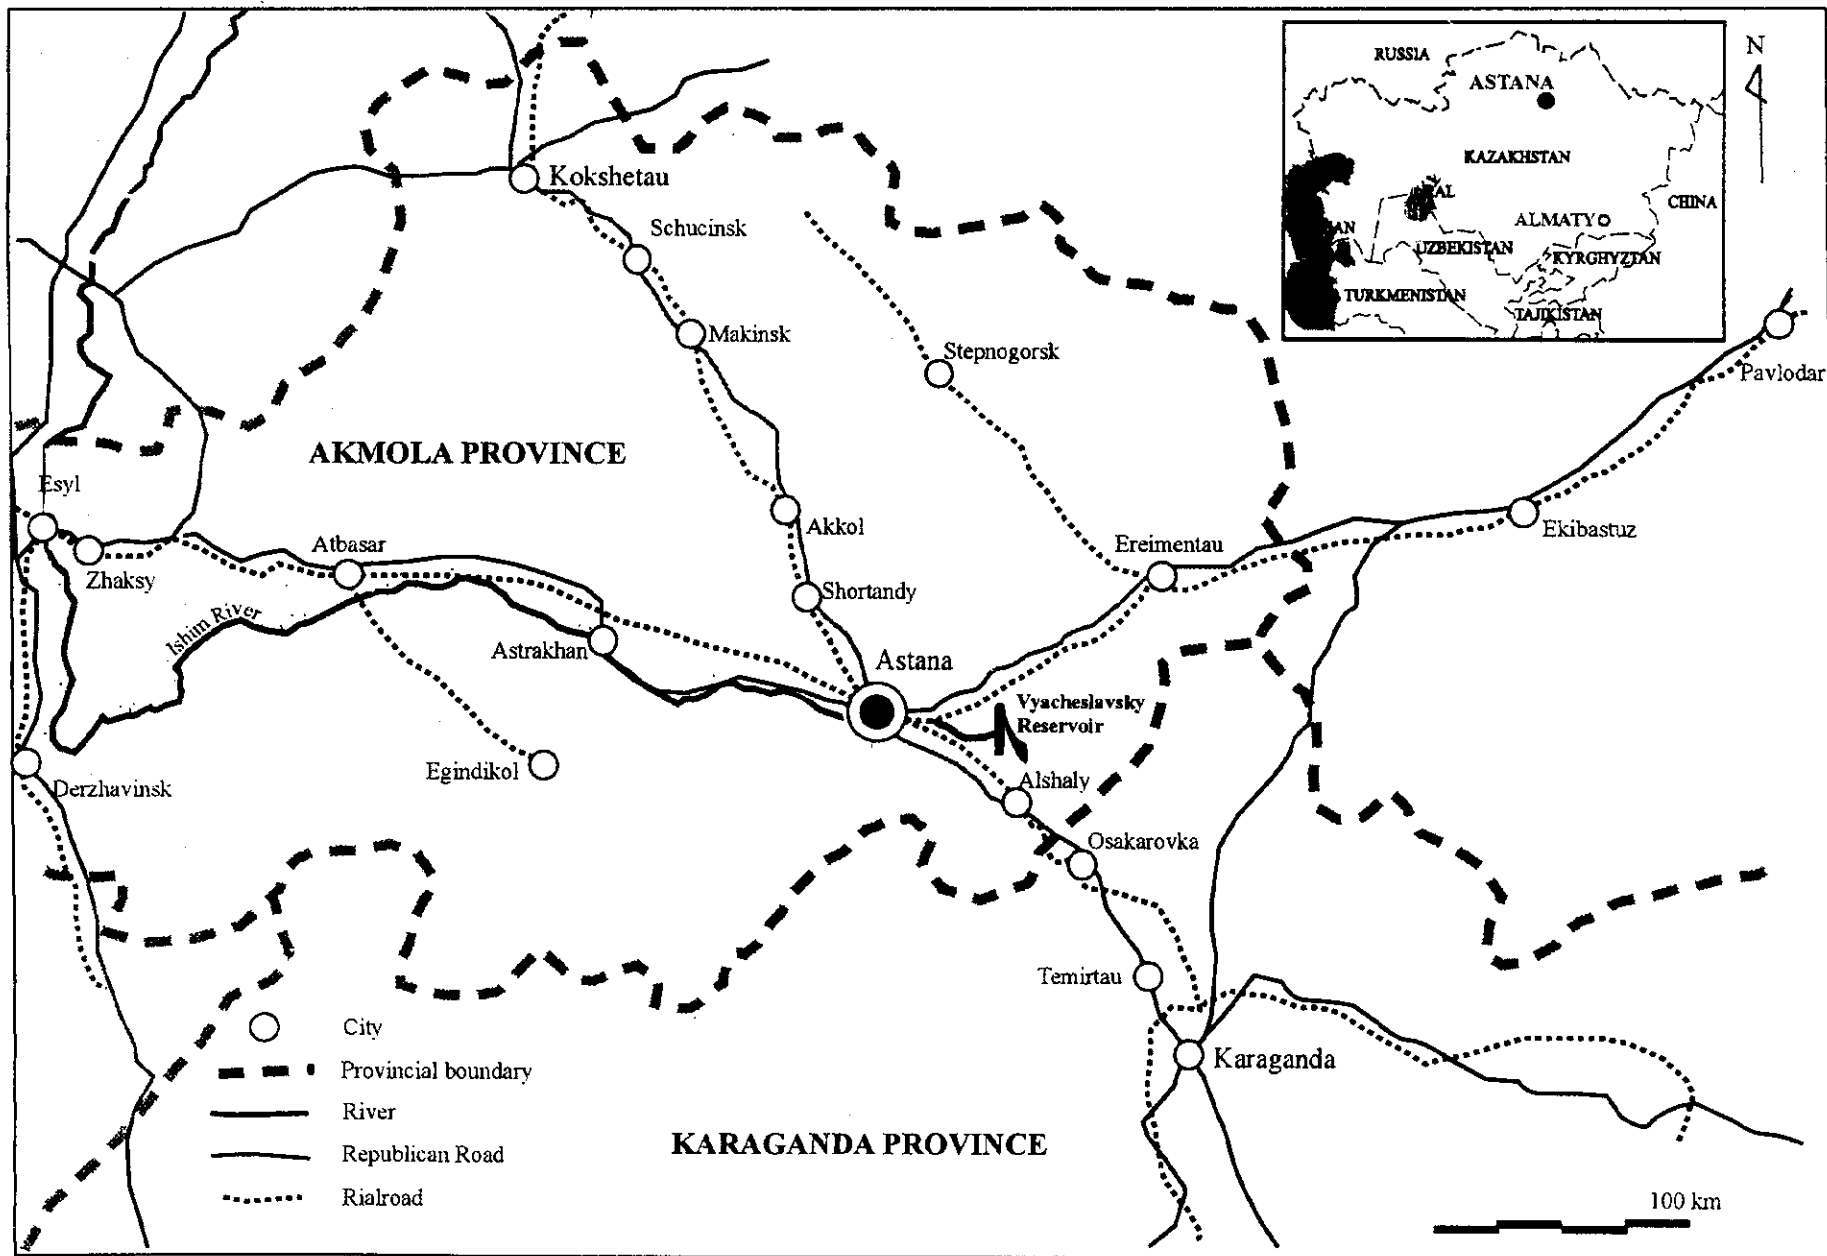 RUSSIA
N
ASTANA
KAZAKHSTAN
RAL
CHINA
ALMATY
AN
UZBEKISTAN
KYRGHYZTAN
TURKMENISTAN
TAJIKISTAN
Kokshetau
Schucinsk
Makinsk
Stepnogorsk
Pavlodar
AKMOLA PROVINCE
Esyl
Akkol
Ekibastuz
Atbasar
Ereimentau
Zhaksy
Shortandy
Ishim River
Astrakhan
Astana
Vyacheslavsky
Reservoir
Egindikol
Alshaly
Derzhavinsk
Osakarovka
Temirtau
City
Karaganda
Provincial boundary
River
KARAGANDA PROVINCE
Republican Road
Rialroad
100 km